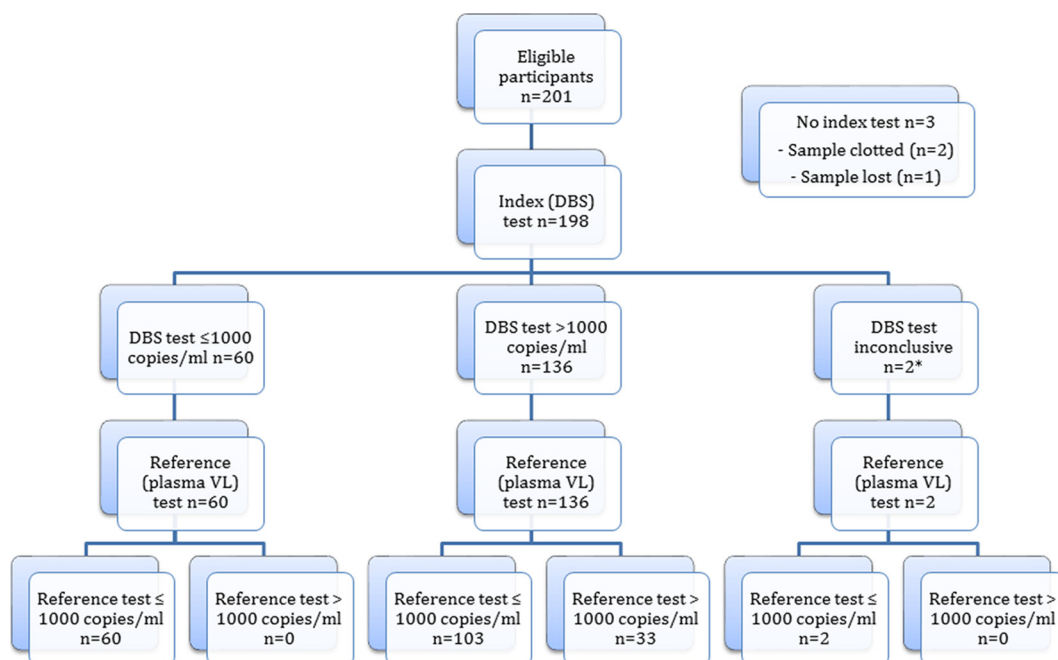 Eligible
participants
n=201
No index test n=3
- Sample clotted (n=2)
- Sample lost (n=1)
Index (DBS)
test n=198
DBS test ≤1000
copies/ml n=60
DBS test >1000
copies/ml
n=136
DBS test
inconclusive
n=2*
Reference
(plasma VL)
test n=60
Reference
(plasma VL)
test n=136
Reference
(plasma VL)
test n=2
Reference test ≤
1000 copies/ml
n=60
Reference test >
1000 copies/ml
n=0
Reference test ≤
1000 copies/ml
n=103
Reference test >
1000 copies/ml
n=33
Reference test ≤
1000 copies/ml
n=2
Reference test >
1000 copies/ml
n=0